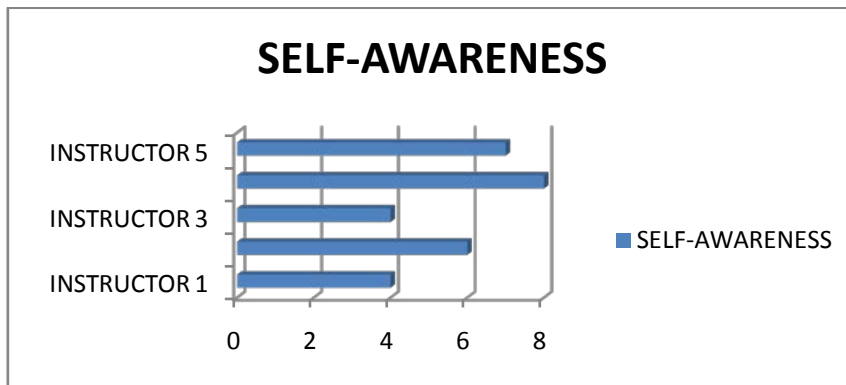 SELF-AWARENESS
INSTRUCTOR 5
INSTRUCTOR 3
INSTRUCTOR 1
0 2 4 6 8
SELF-AWARENESS